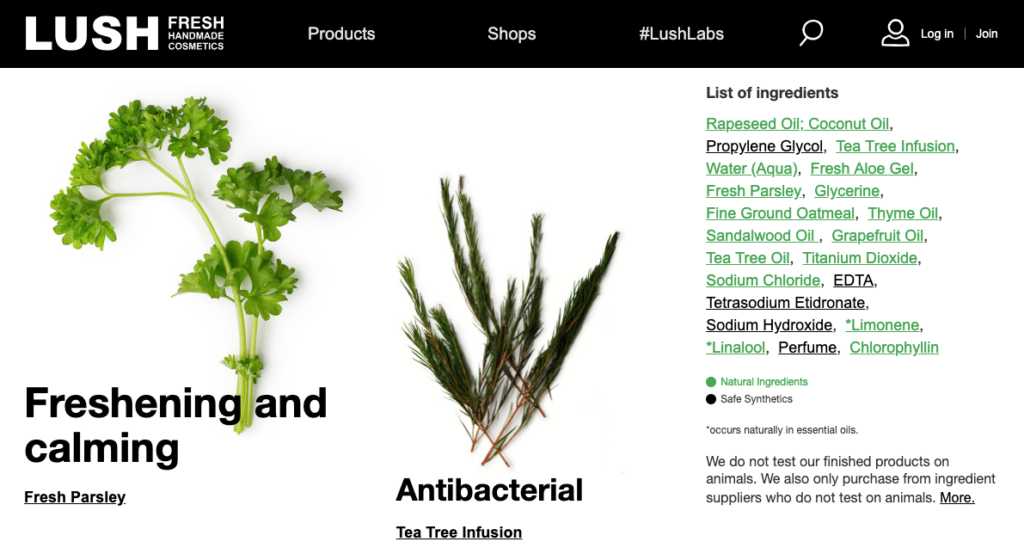 LUSH FRESH
HANDMADE
COSMETICS
Products
Shops
#LushLabs
Log in | Join
Freshening and
calming
Fresh Parsley
Antibacterial
Tea Tree Infusion
List of ingredients
Rapeseed Oil; Coconut Oil,
Propylene Glycol, Tea Tree Infusion,
Water (Aqua), Fresh Aloe Gel,
Fresh Parsley, Glycerine,
Fine Ground Oatmeal, Thyme Oil,
Sandalwood Oil , Grapefruit Oil,
Tea Tree Oil, Titanium Dioxide,
Sodium Chloride, EDTA,
Tetrasodium Etidronate,
Sodium Hydroxide, *Limonene,
*Linalool, Perfume, Chlorophyllin
Natural Ingredients
Safe Synthetics
*occurs naturally in essential oils.
We do not test our finished products on
animals. We also only purchase from ingredient
suppliers who do not test on animals. More.